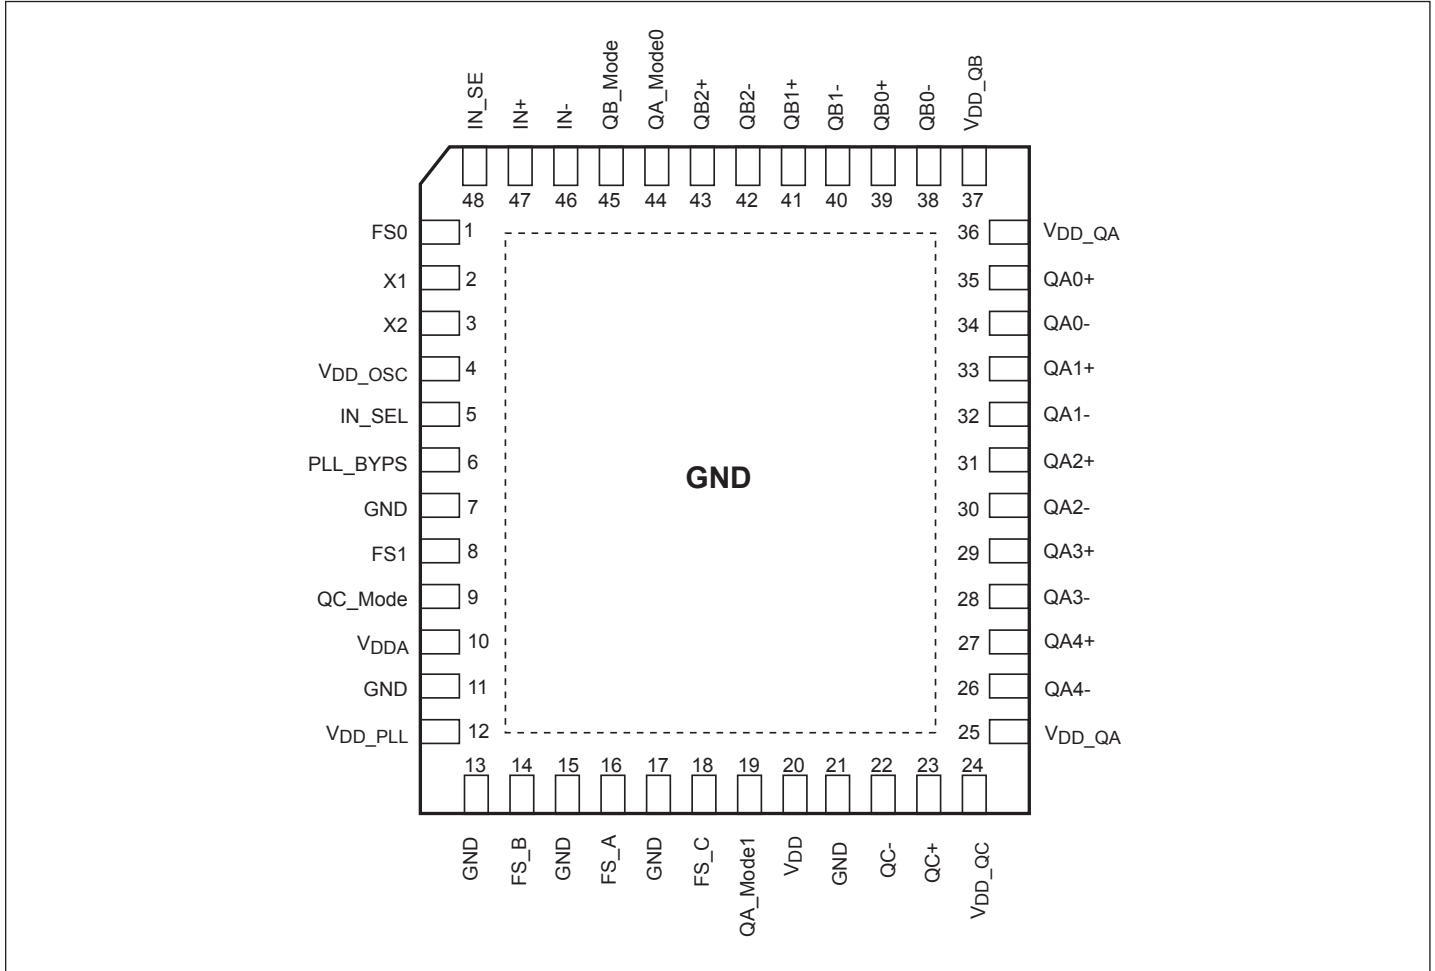 IN_SE
IN+
IN-
QB_Mode
QA_Mode0
QB2+
QB2-
QB1+
QB1-
QB0+
QB0-
VDD_QB
48 47 46 45 44 43 42 41 40 39 38 37
FS0 1 36 VDD_QA
X1 2 35 QA0+
X2 3 34 QA0-
VDD_OSC 4 33 QA1+
IN_SEL 5 32 QA1-
PLL_BYPS 6 31 QA2+
GND
GND 7 30 QA2-
FS1 8 29 QA3+
QC_Mode 9 28 QA3-
VDDA 10 27 QA4+
GND 11 26 QA4-
VDD_PLL 12 25 VDD_QA
13 14 15 16 17 18 19 20 21 22 23 24
GND
FS_B
GND
FS_A
GND
FS_C
QA_Mode1
VDD
GND
QC-
QC+
VDD_QC